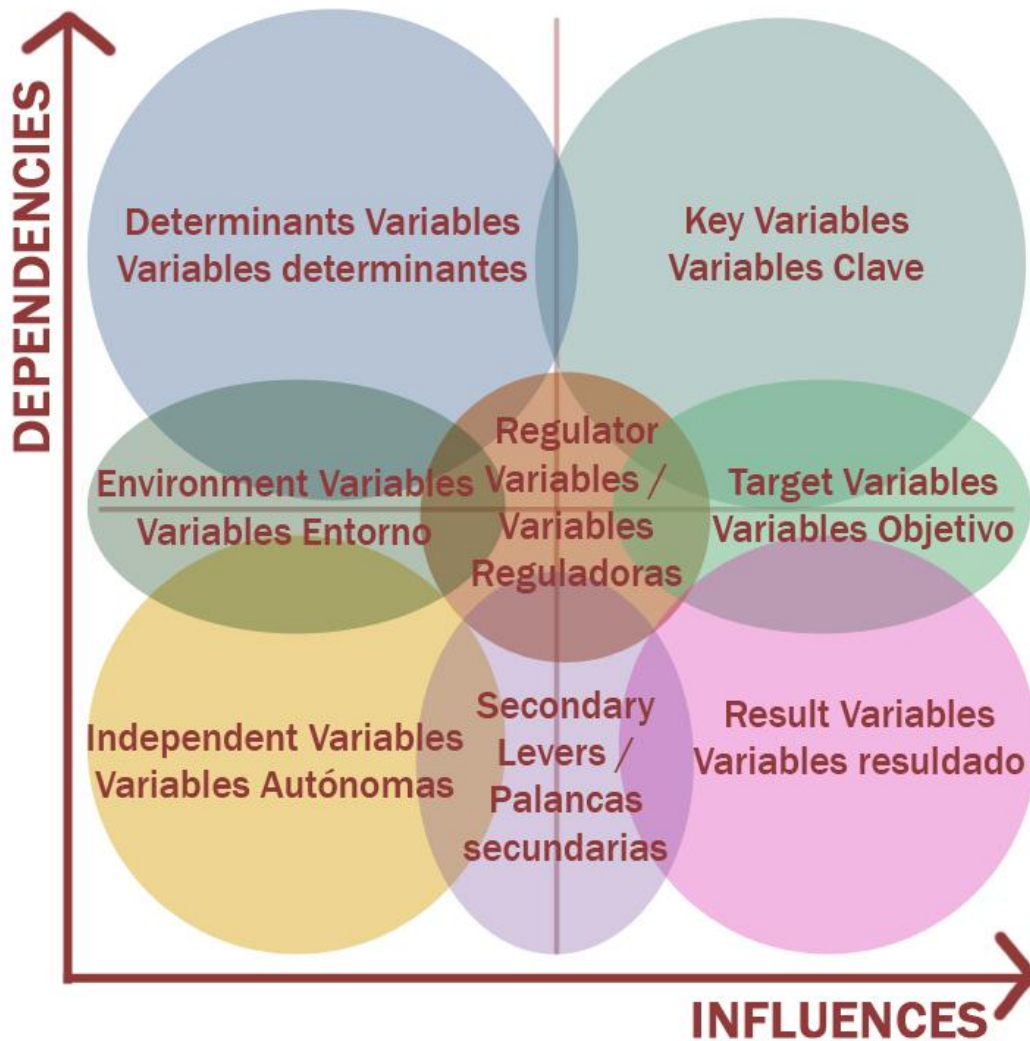 DEPENDENCIES
Determinants Variables
Variables determinantes
Key Variables
Variables Clave
Environment Variables
Variables Entorno
Regulator
Variables /
Variables
Reguladoras
Target Variables
Variables Objetivo
Independent Variables
Variables Autónomas
Secondary
Levers /
Palancas
secundarias
Result Variables
Variables resuldado
INFLUENCES